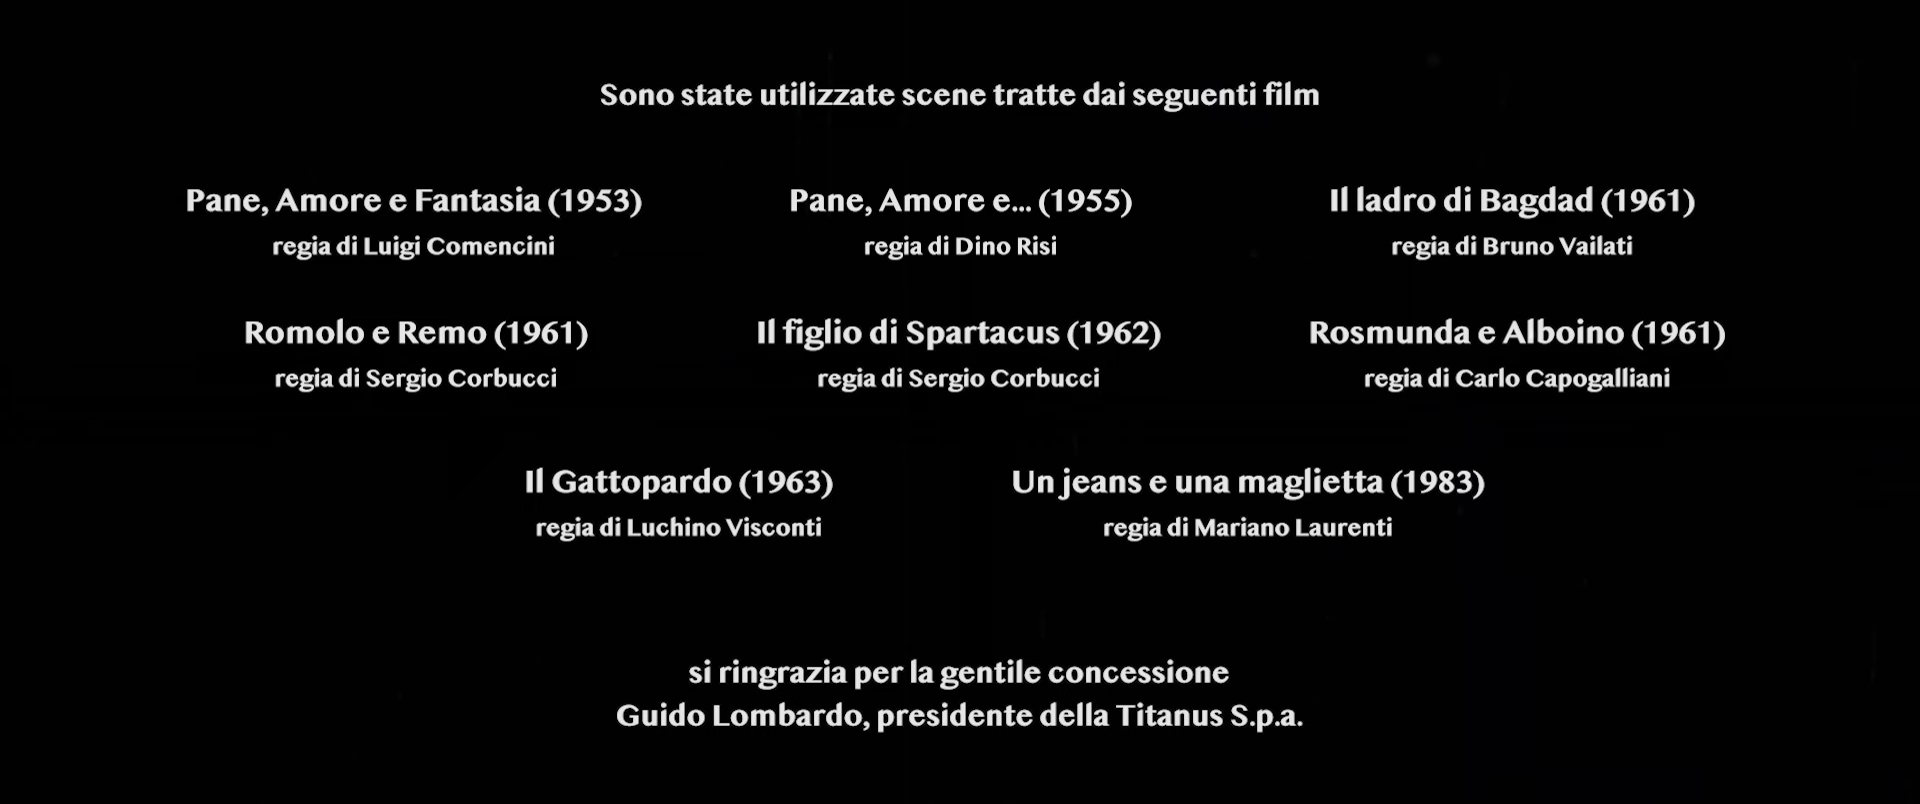 Sono state utilizzate scene tratte dai seguenti film
Pane, Amore e Fantasia (1953)
regia di Luigi Comencini
Pane, Amore e... (1955)
regia di Dino Risi
Il ladro di Bagdad (1961)
regia di Bruno Vailati
Romolo e Remo (1961)
regia di Sergio Corbucci
Il figlio di Spartacus (1962)
regia di Sergio Corbucci
Rosmunda e Alboino (1961)
regia di Carlo Capogalliani
Il Gattopardo (1963)
regia di Luchino Visconti
Un jeans e una maglietta (1983)
regia di Mariano Laurenti
si ringrazia per la gentile concessione
Guido Lombardo, presidente della Titanus S.p.a.